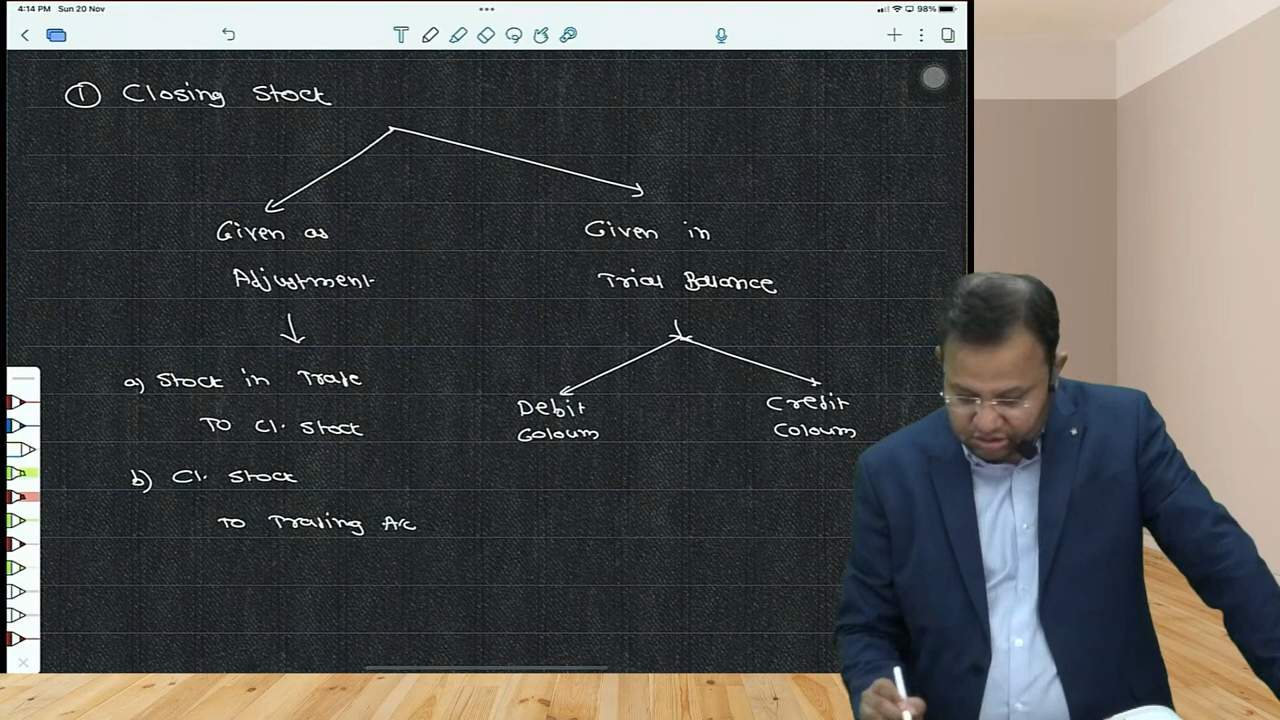 4:14 PM Sun 20 Nov
98%
① Closing Stock
Given as
Adjustment
Given in
Trial Balance
a) Stock in Trade
To Cl. Stock
Debit
Coloum
Credit
Coloum
b) Cl. Stock
To Trading A/c